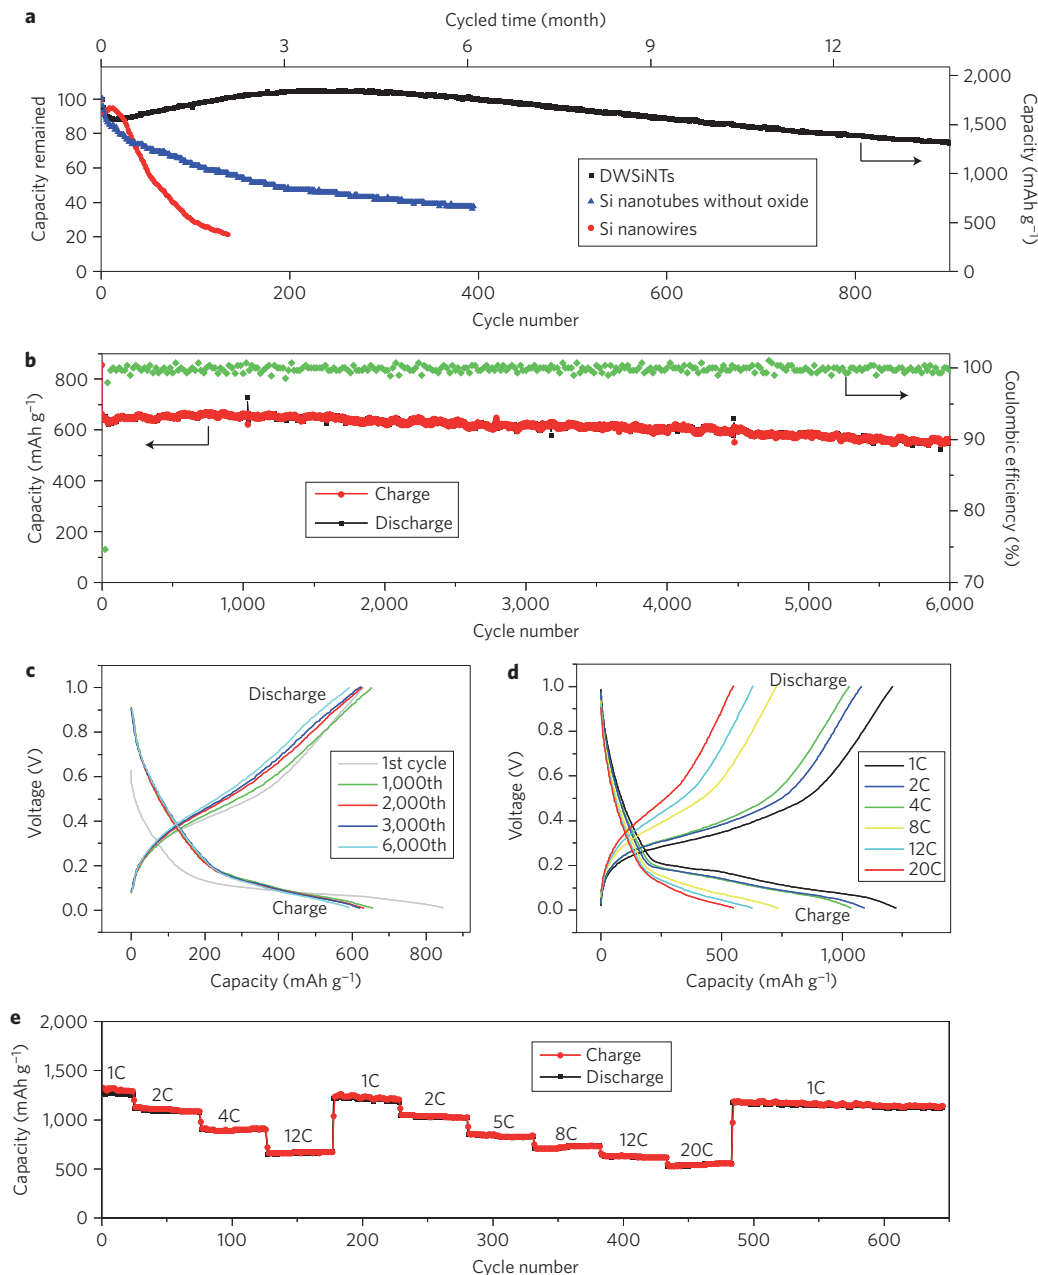 a
Cycled time (month)
0 3 6 9 12
100
80
60
40
20
0
Capacity remained
2,000
1,500
1,000
500
0
Capacity (mAh g⁻¹)
DWSiNTs
Si nanotubes without oxide
Si nanowires
0 200 400 600 800
Cycle number
b
800
600
400
200
0
Capacity (mAh g⁻¹)
100
90
80
70
Coulombic efficiency (%)
Charge
Discharge
0 1,000 2,000 3,000 4,000 5,000 6,000
Cycle number
c
1.0
0.8
0.6
0.4
0.2
0.0
Voltage (V)
Discharge
1st cycle
1,000th
2,000th
3,000th
6,000th
Charge
0 200 400 600 800
Capacity (mAh g⁻¹)
d
1.0
0.8
0.6
0.4
0.2
0.0
Voltage (V)
Discharge
1C
2C
4C
8C
12C
20C
Charge
0 500 1,000
Capacity (mAh g⁻¹)
e
2,000
1,500
1,000
500
0
Capacity (mAh g⁻¹)
Charge
Discharge
1C 2C 4C 12C 1C 2C 5C 8C 12C 20C 1C
0 100 200 300 400 500 600
Cycle number